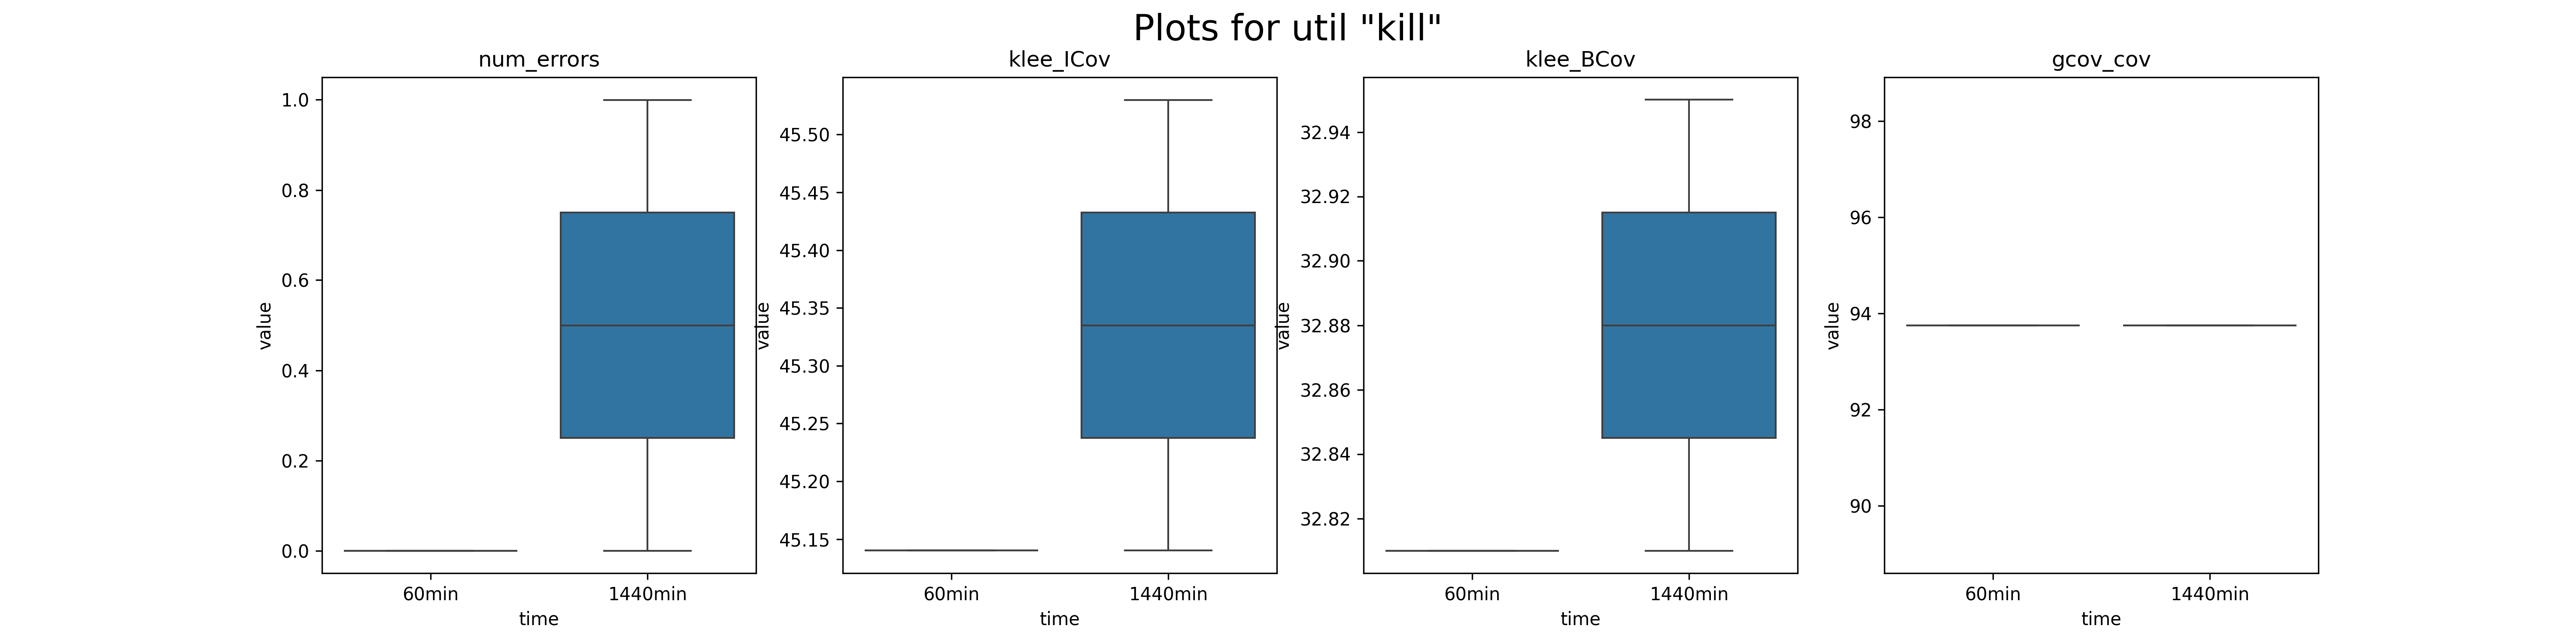 Plots for util "kill"
num_errors
1.0
0.8
0.6
0.4
0.2
0.0
value
60min
1440min
time
klee_ICov
45.50
45.45
45.40
45.35
45.30
45.25
45.20
45.15
value
60min
1440min
time
klee_BCov
32.94
32.92
32.90
32.88
32.86
32.84
32.82
value
60min
1440min
time
gcov_cov
98
96
94
92
90
value
60min
1440min
time